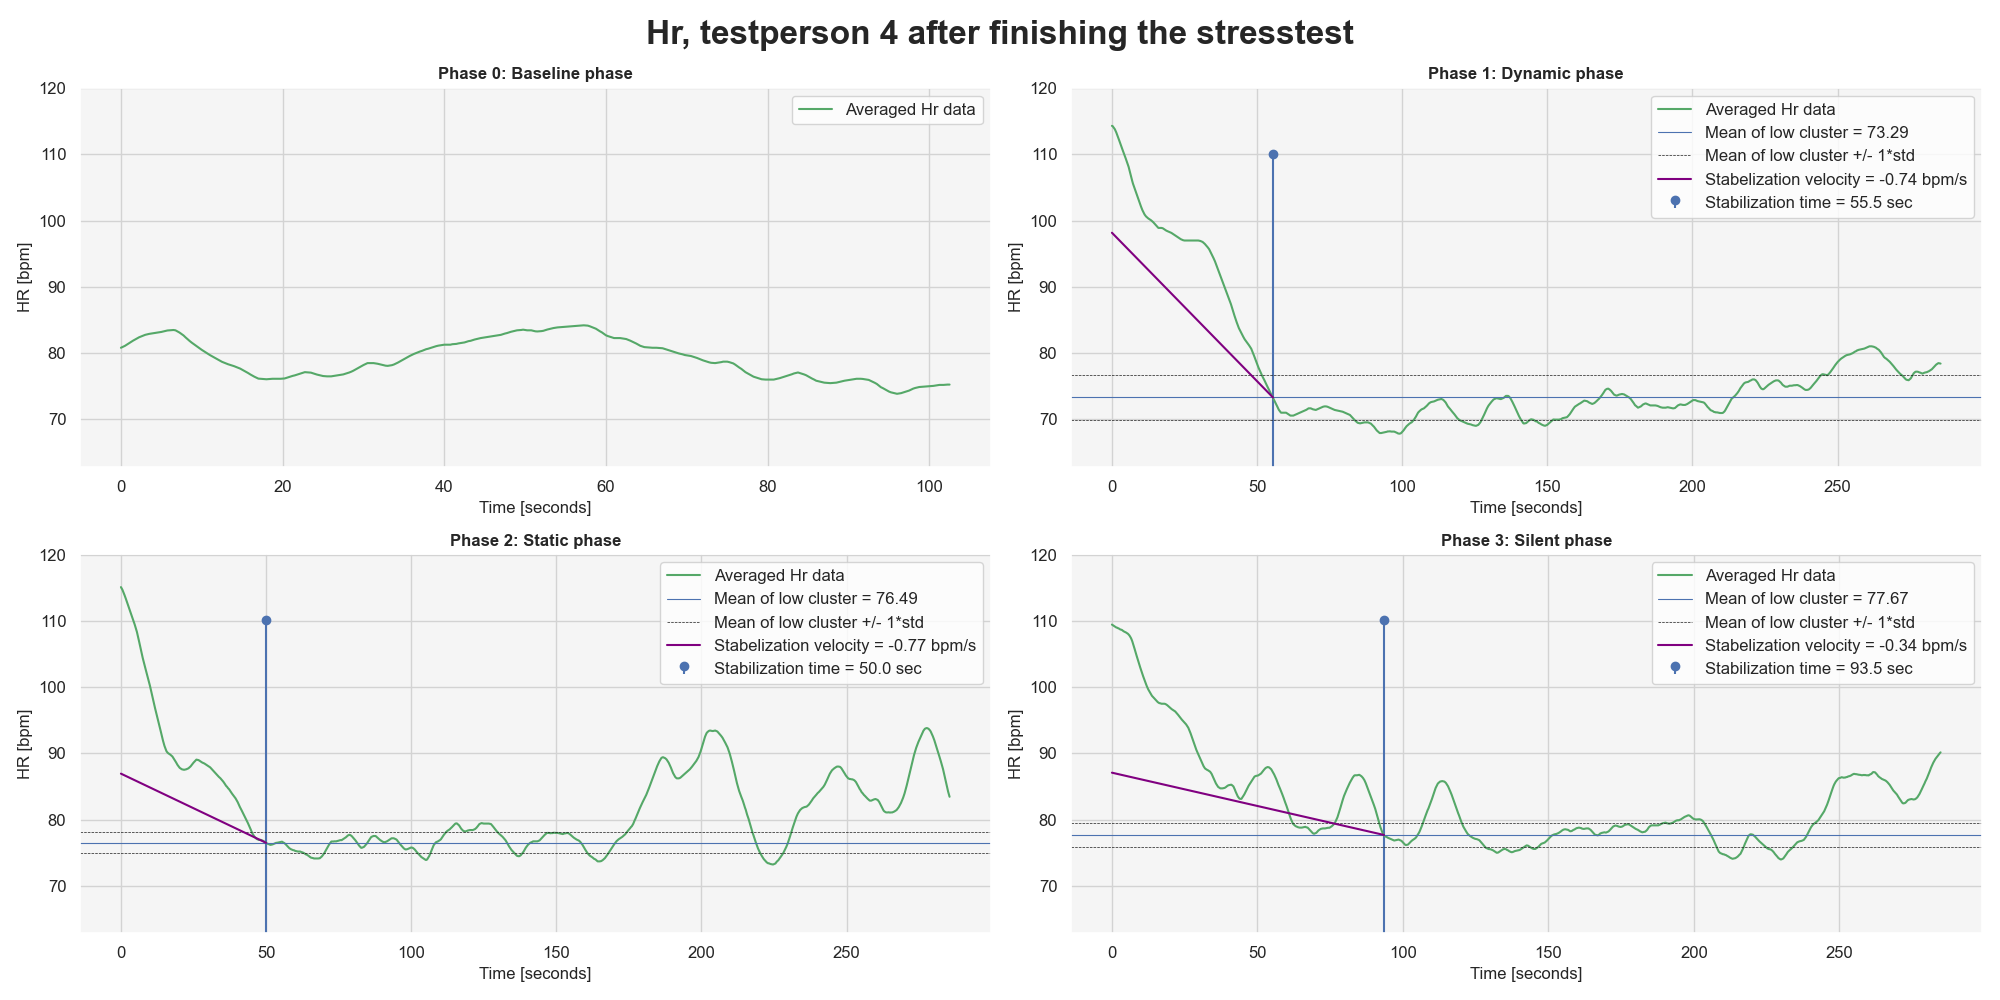 Hr, testperson 4 after finishing the stresstest
Phase 0: Baseline phase
120
110
100
90
80
70
HR [bpm]
Averaged Hr data
0 20 40 60 80 100
Time [seconds]
Phase 1: Dynamic phase
120
110
100
90
80
70
HR [bpm]
Averaged Hr data
Mean of low cluster = 73.29
Mean of low cluster +/- 1*std
Stabelization velocity = -0.74 bpm/s
Stabilization time = 55.5 sec
0 50 100 150 200 250
Time [seconds]
Phase 2: Static phase
120
110
100
90
80
70
HR [bpm]
Averaged Hr data
Mean of low cluster = 76.49
Mean of low cluster +/- 1*std
Stabelization velocity = -0.77 bpm/s
Stabilization time = 50.0 sec
0 50 100 150 200 250
Time [seconds]
Phase 3: Silent phase
120
110
100
90
80
70
HR [bpm]
Averaged Hr data
Mean of low cluster = 77.67
Mean of low cluster +/- 1*std
Stabelization velocity = -0.34 bpm/s
Stabilization time = 93.5 sec
0 50 100 150 200 250
Time [seconds]